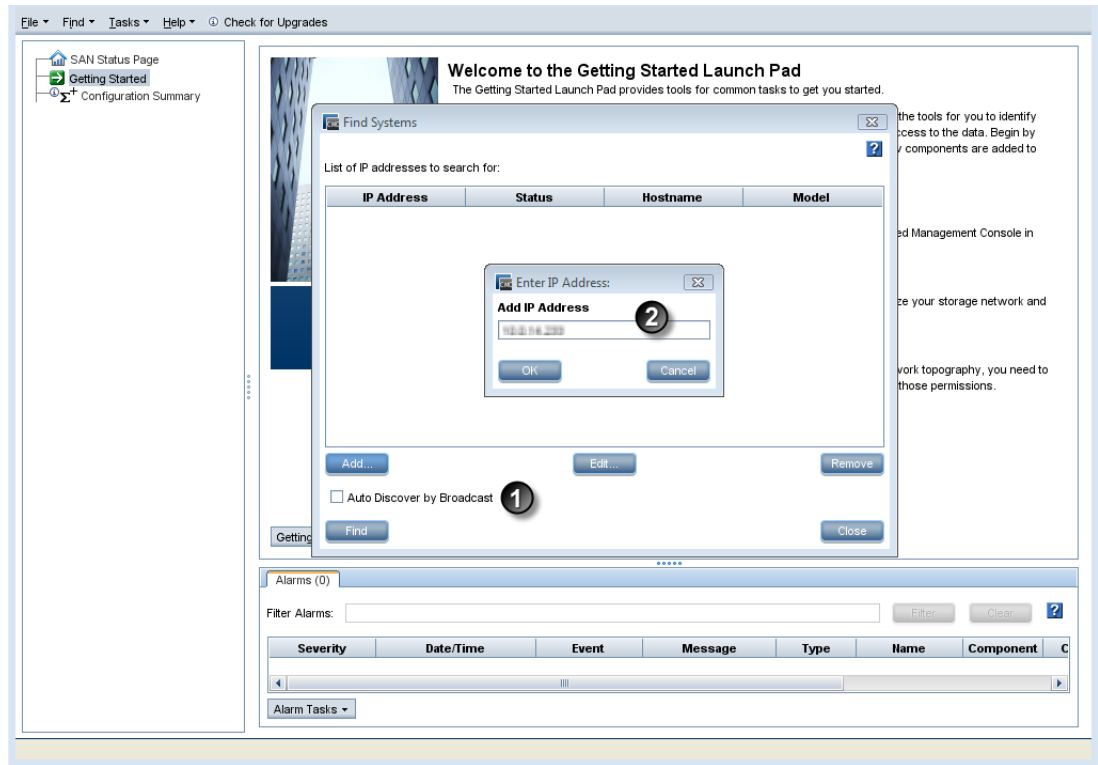 File Find Tasks Help Check for Upgrades
SAN Status Page
Getting Started
Configuration Summary
Welcome to the Getting Started Launch Pad
The Getting Started Launch Pad provides tools for common tasks to get you started.
the tools for you to identify
ccess to the data. Begin by
components are added to
ed Management Console in
ze your storage network and
work topography, you need to
those permissions.
Getting
Find Systems
List of IP addresses to search for:
IP Address Status Hostname Model
Enter IP Address:
Add IP Address
2
OK Cancel
Add... Edit... Remove
Auto Discover by Broadcast 1
Find Close
Alarms (0)
Filter Alarms: Filter Clear ?
Severity Date/Time Event Message Type Name Component C
Alarm Tasks